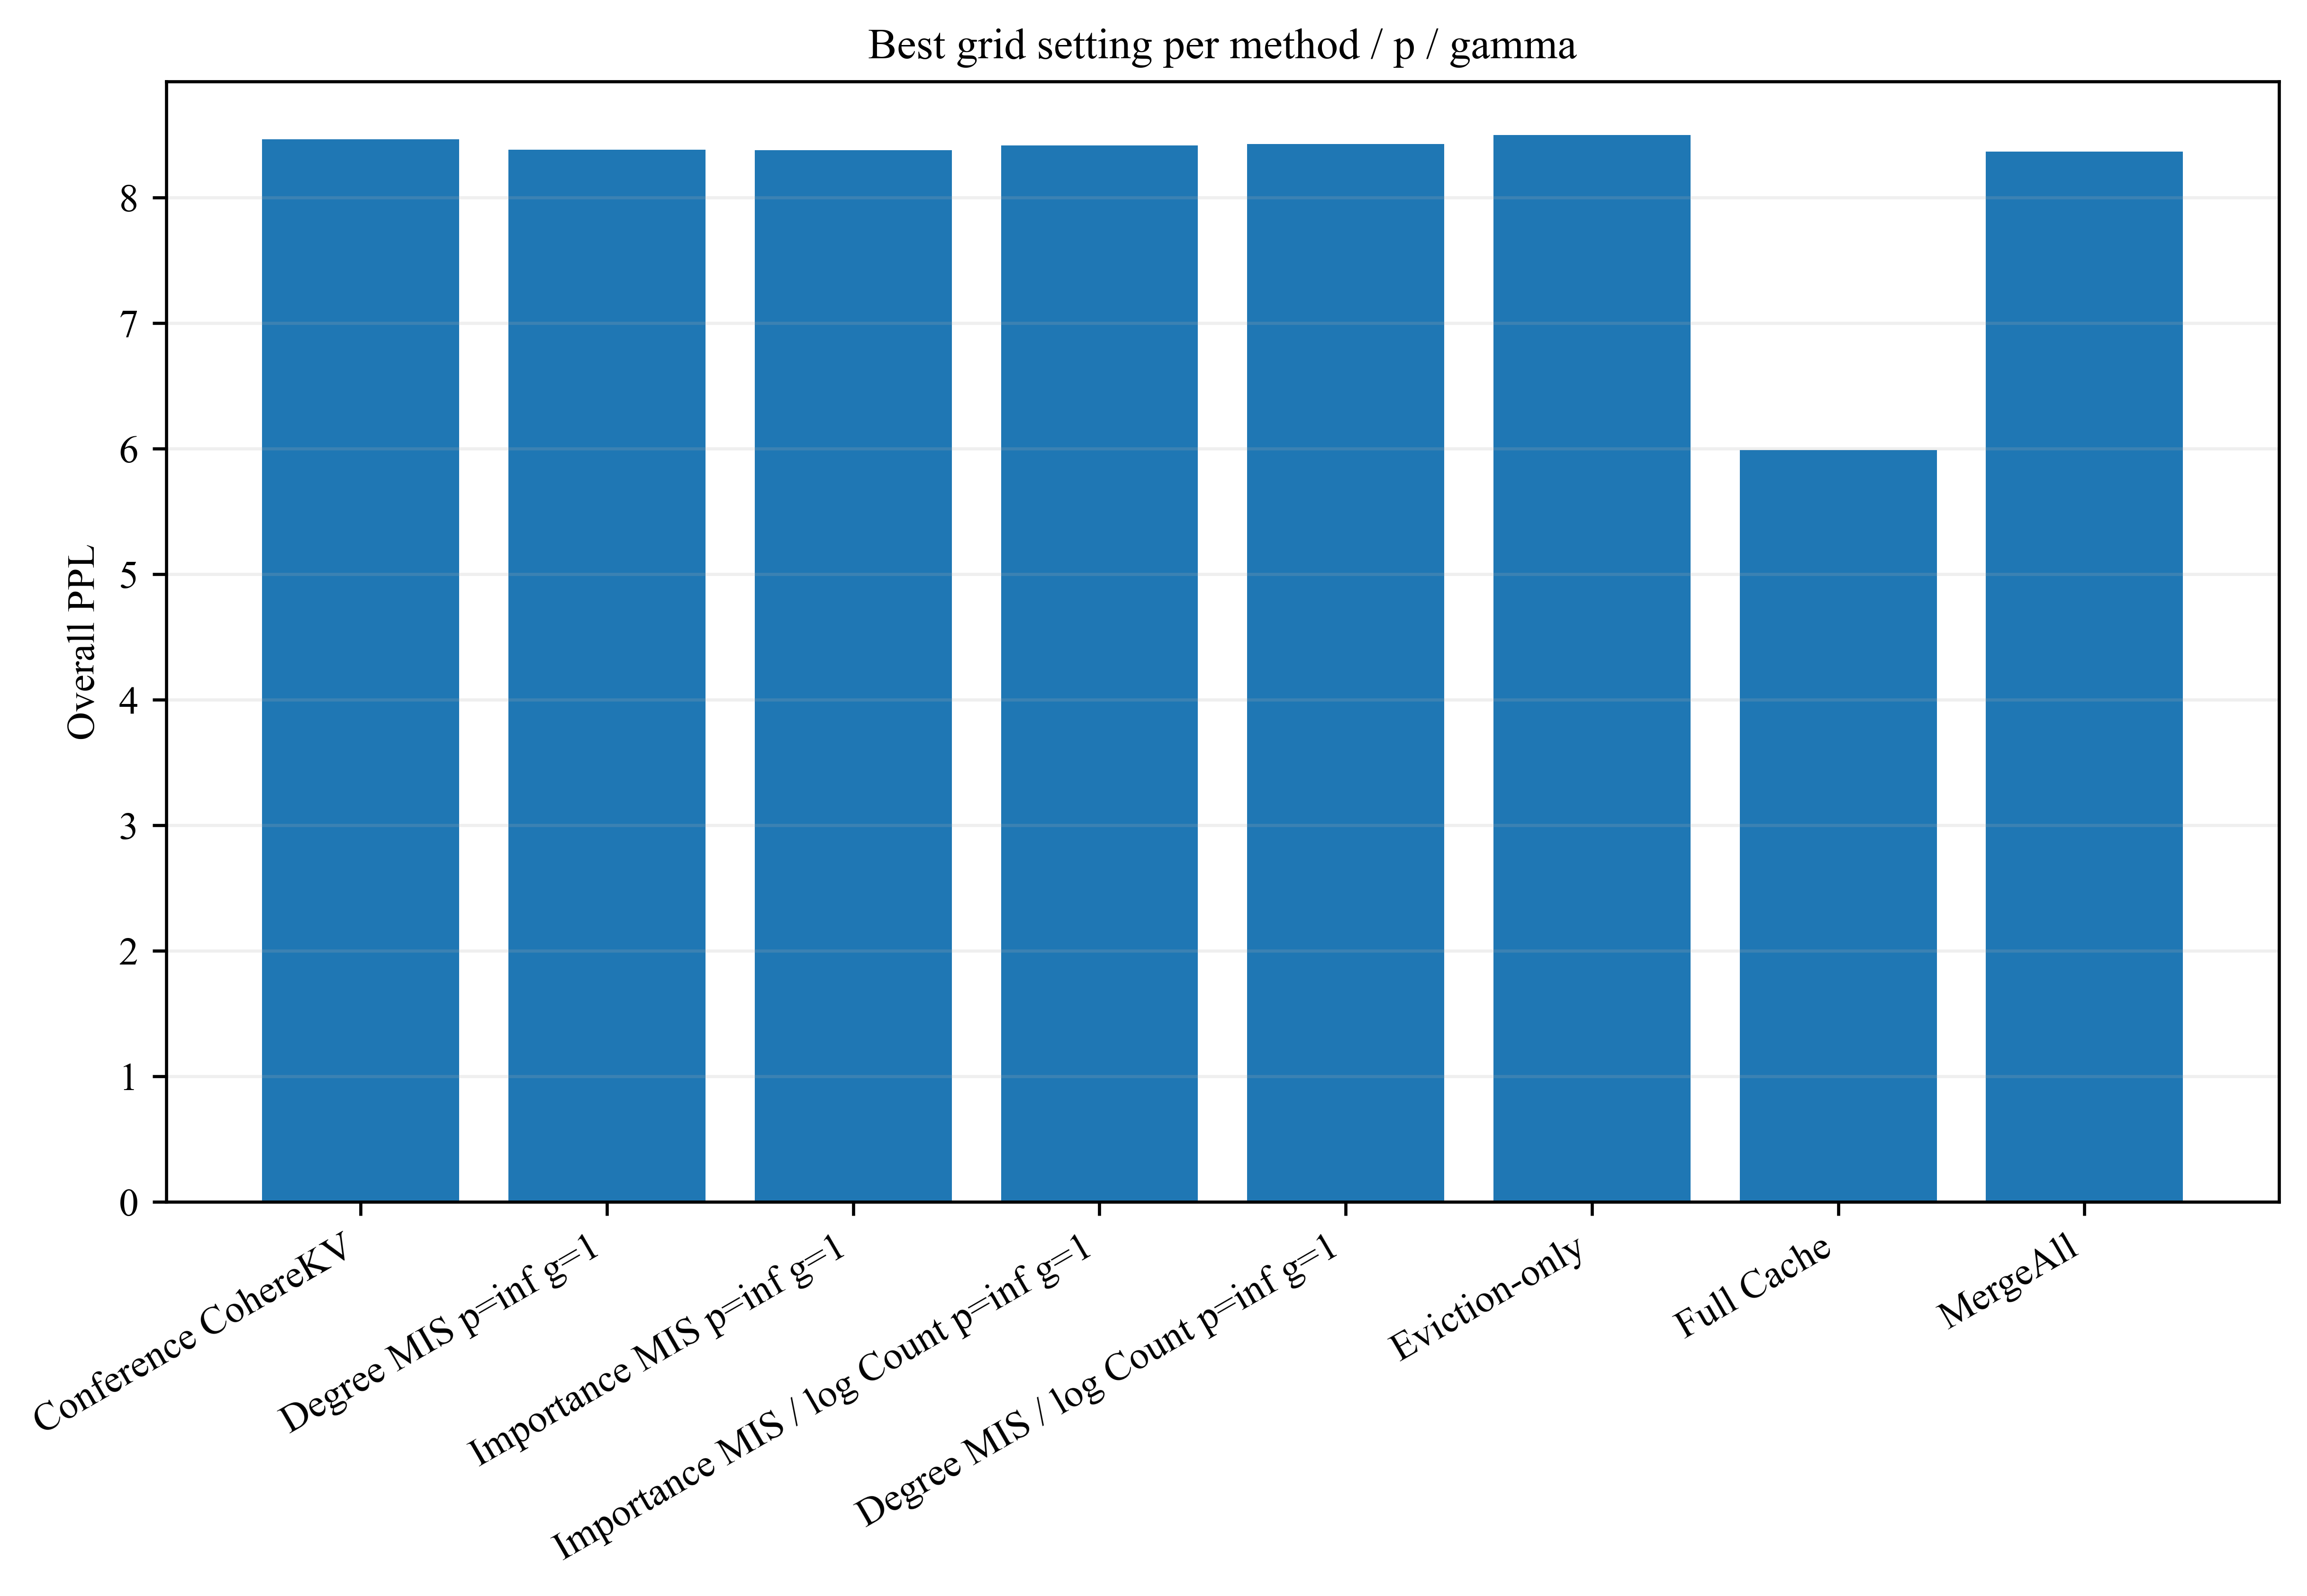 Best grid setting per method / p / gamma
Overall PPL
8
7
6
5
4
3
2
1
0
Conference CohereKV
Degree MIS p=inf g=1
Importance MIS p=inf g=1
Importance MIS / log Count p=inf g=1
Degree MIS / log Count p=inf g=1
Eviction-only
Full Cache
MergeAll